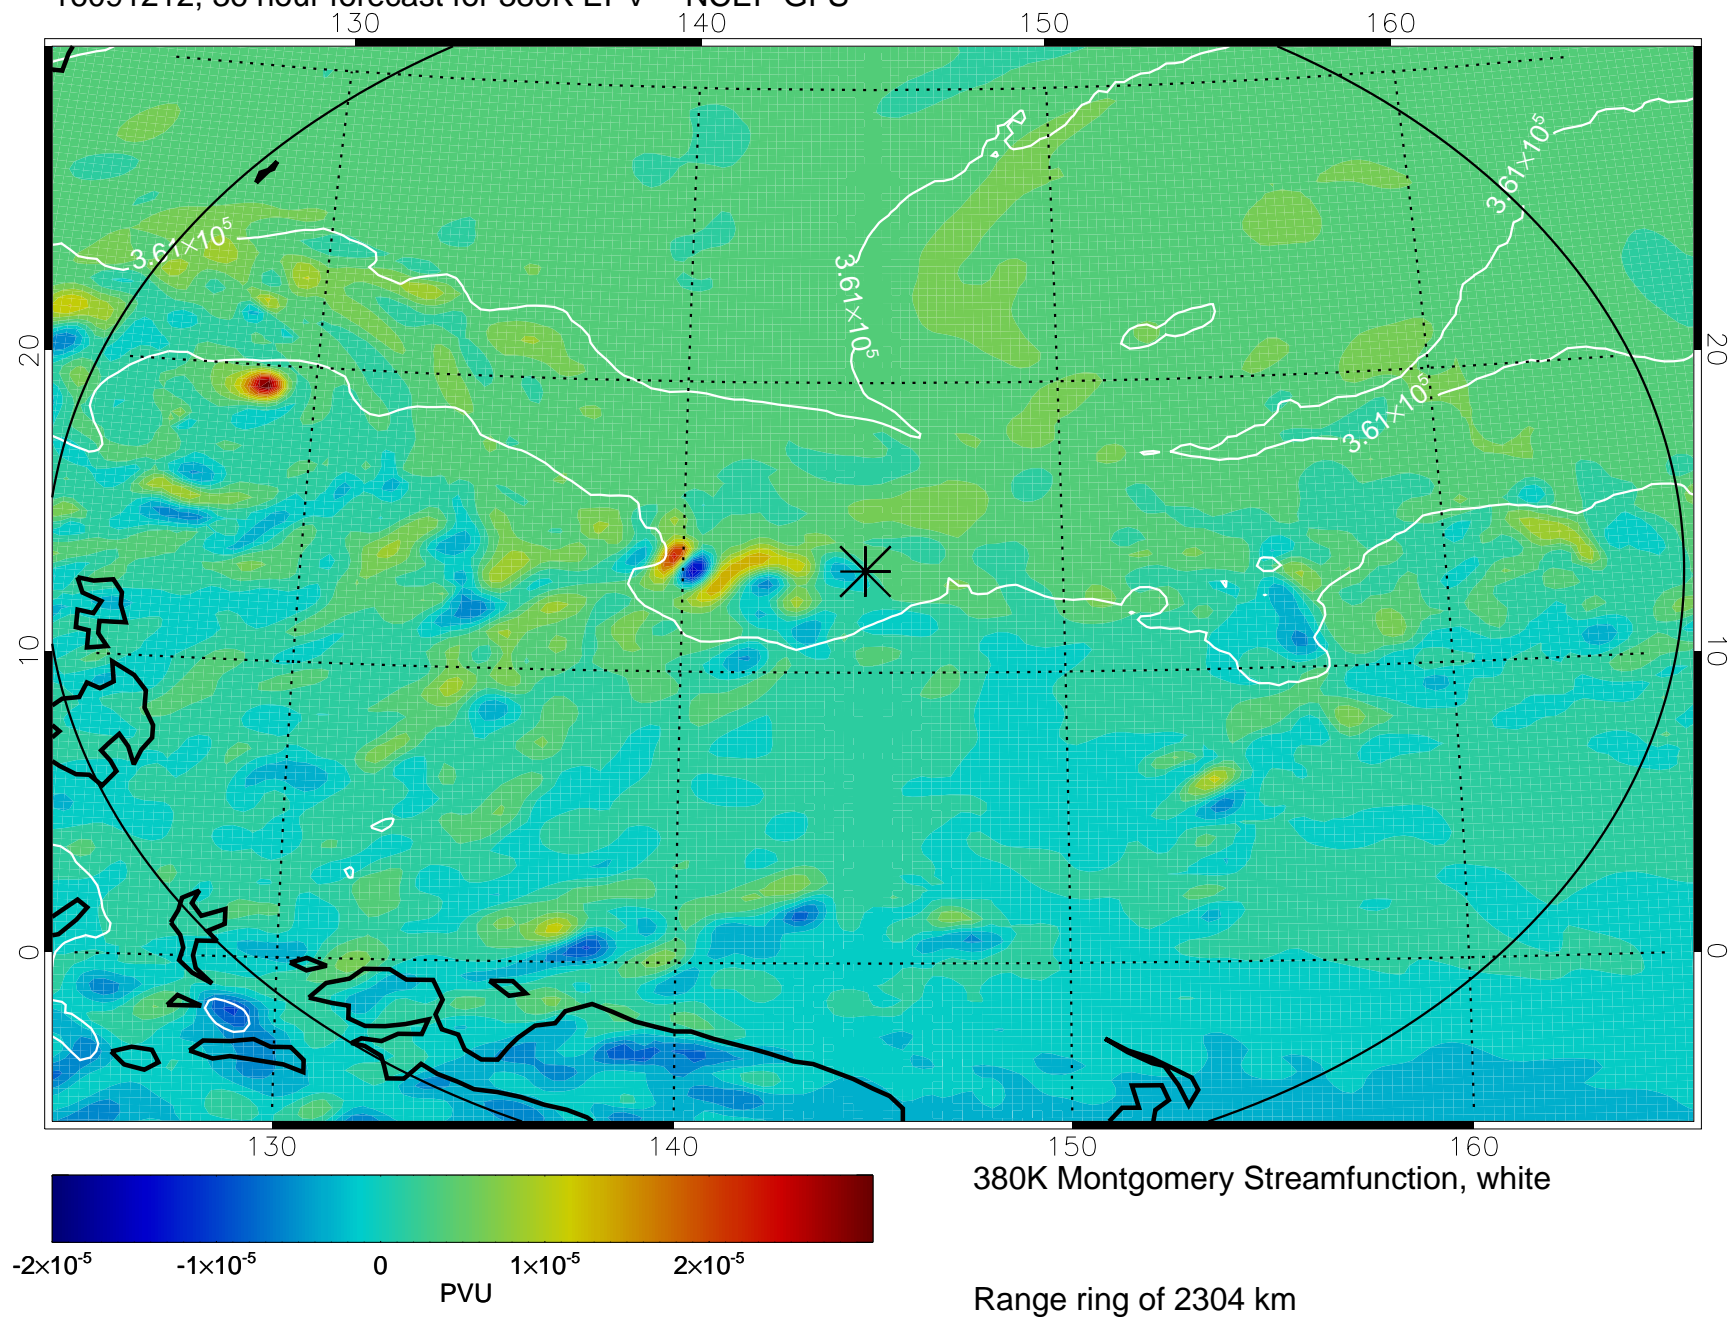 130 140 150 160
3.61×10⁵
3.61×10⁵
3.61×10⁵
3.61×10⁵
20 20
10 10
0 0
130 140 150 160
380K Montgomery Streamfunction, white
-2×10⁻⁵ -1×10⁻⁵ 0 1×10⁻⁵ 2×10⁻⁵
PVU
Range ring of 2304 km